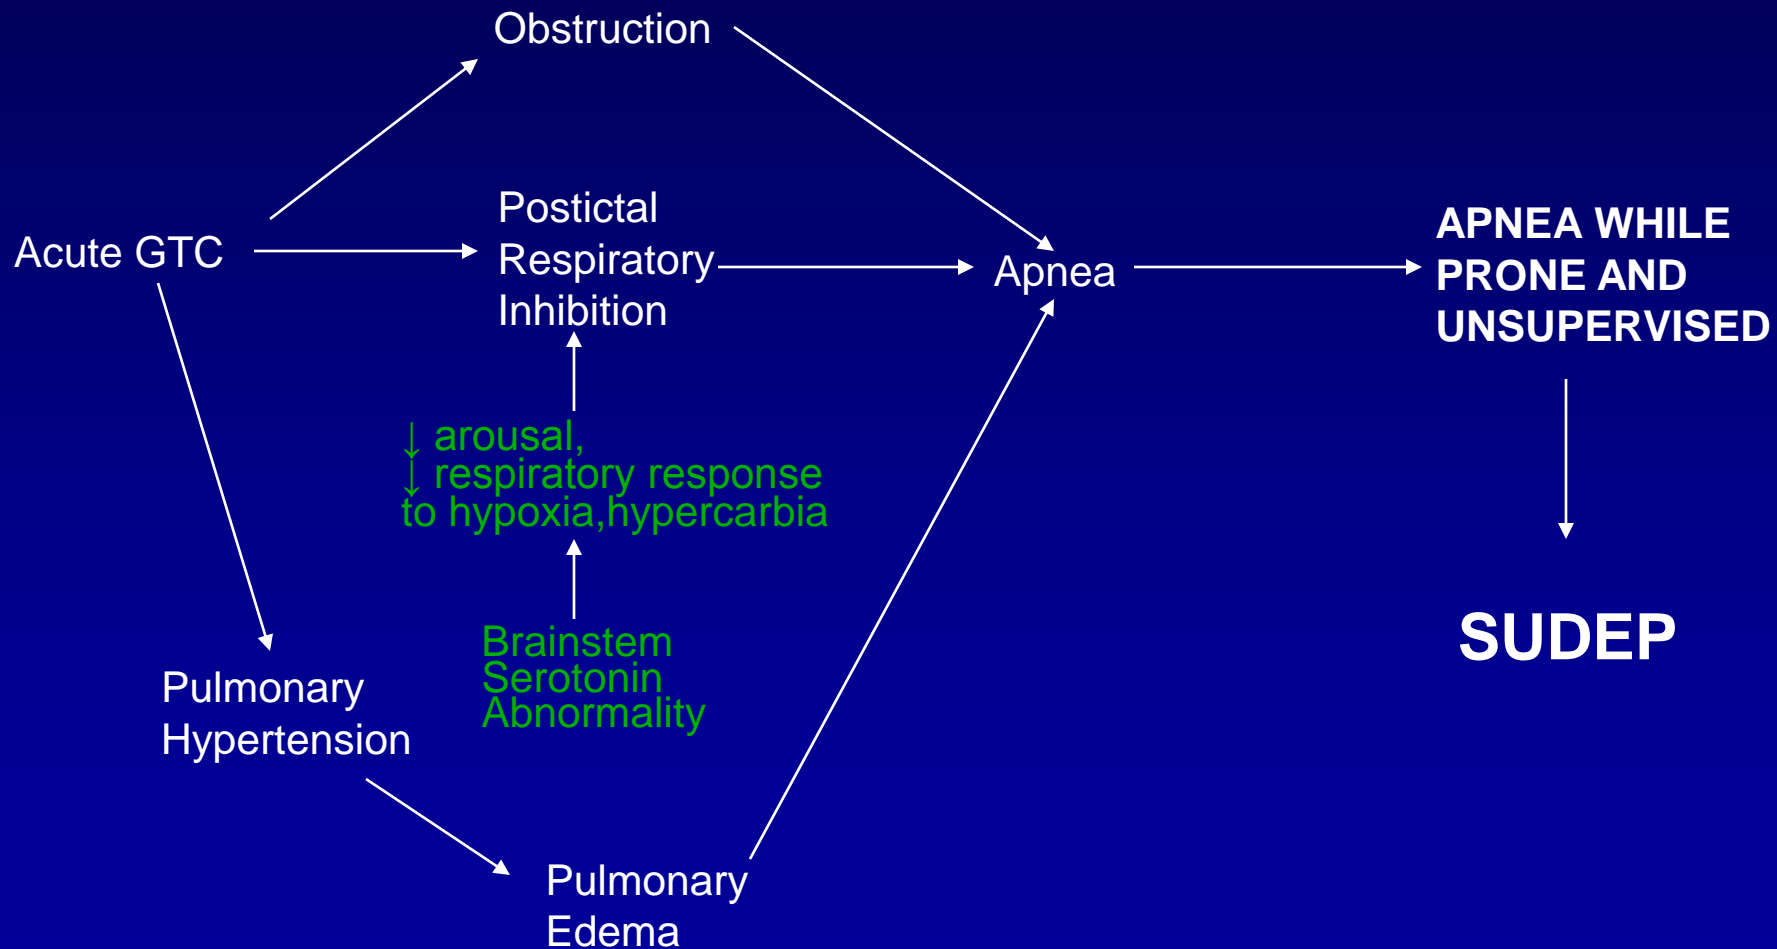 Obstruction
Acute GTC
Postictal
Respiratory
Inhibition
Apnea
APNEA WHILE
PRONE AND
UNSUPERVISED
↓ arousal,
↓ respiratory response
to hypoxia,hypercarbia
Brainstem
Serotonin
Abnormality
SUDEP
Pulmonary
Hypertension
Pulmonary
Edema